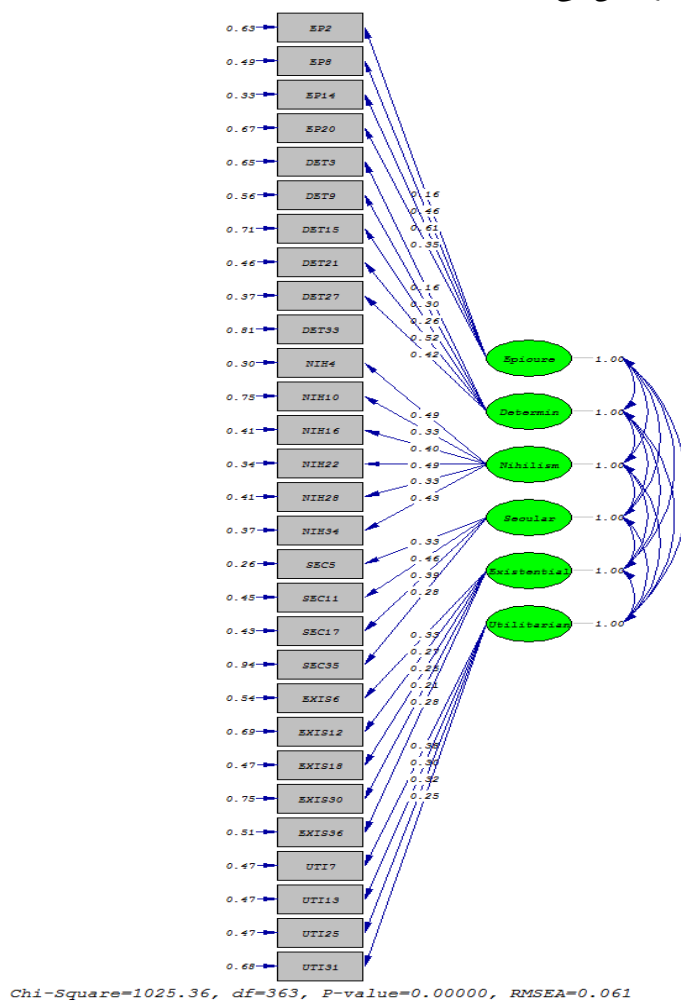 0.63 EP2
0.49 EP8
0.33 EP14
0.67 EP20
0.65 DET3
0.56 DET9
0.71 DET15
0.46 DET21
0.37 DET27
0.81 DET33
0.30 NIH4
0.75 NIH10
0.41 NIH16
0.34 NIH22
0.41 NIH28
0.37 NIH34
0.26 SEC5
0.45 SEC11
0.43 SEC17
0.94 SEC35
0.54 EXIS6
0.69 EXIS12
0.47 EXIS18
0.75 EXIS30
0.51 EXIS36
0.47 UTI7
0.47 UTI13
0.47 UTI25
0.68 UTI31
0.16
0.46
0.61
0.35
0.16
0.30
0.26
0.52
0.42
0.49
0.33
0.40
0.49
0.33
0.43
0.33
0.46
0.39
0.28
0.33
0.27
0.25
0.21
0.28
0.38
0.30
0.32
0.25
Epicure 1.00
Determin 1.00
Nihilism 1.00
Secular 1.00
Existential 1.00
Utilitarian 1.00
Chi-Square=1025.36, df=363, P-value=0.00000, RMSEA=0.061